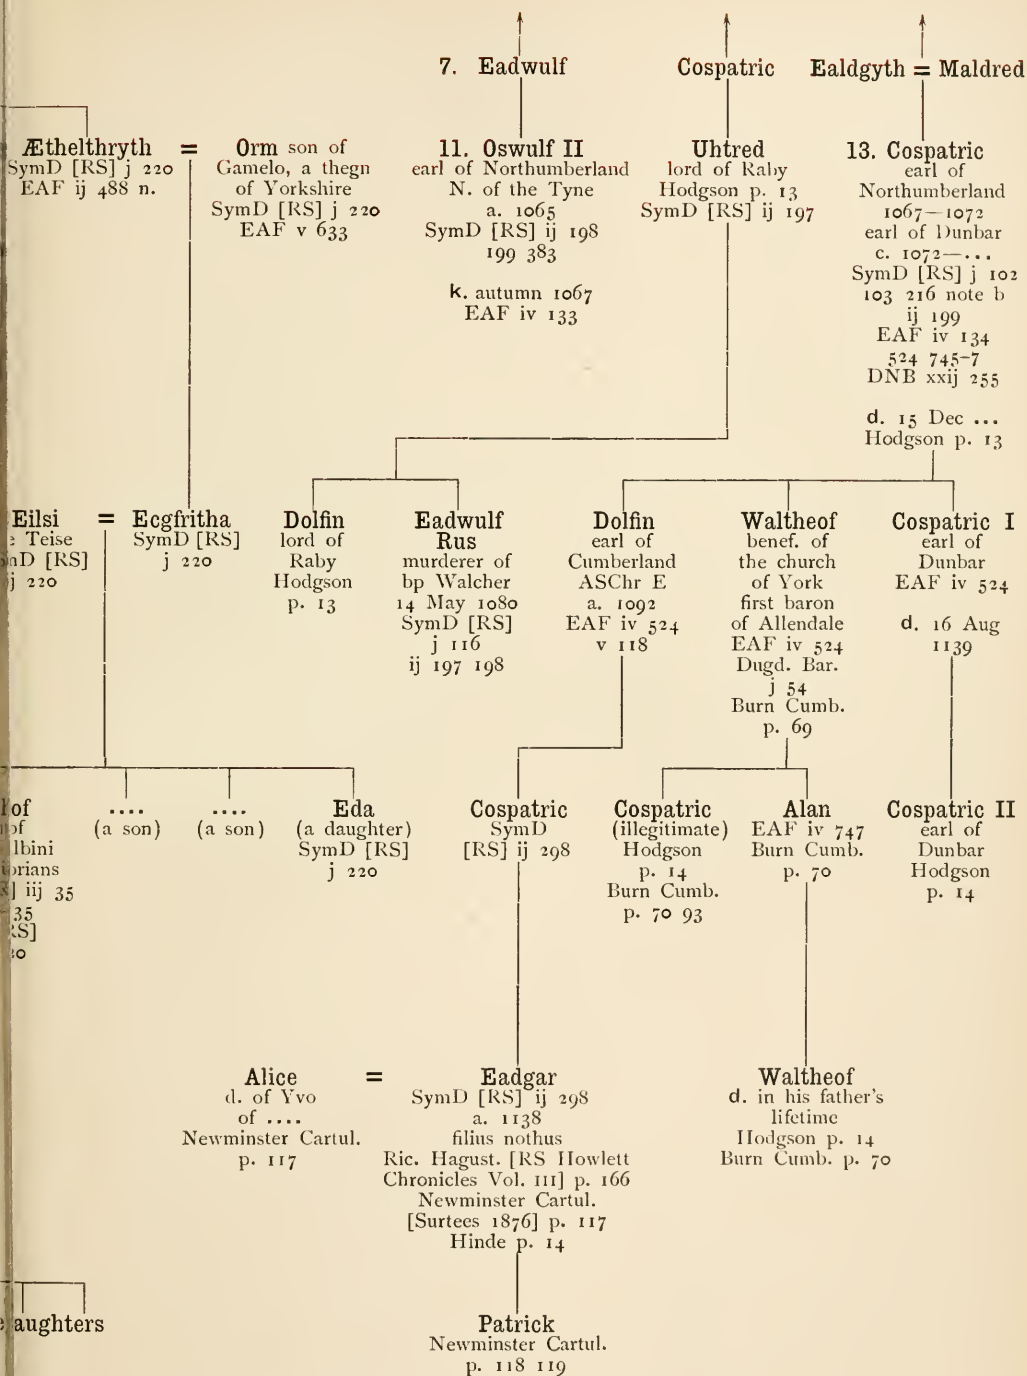 7. Eadwulf
Cospatric
Ealdgyth = Maldred
Æthelthryth
SymD [RS] j 220
EAF ij 488 n.
=
Orm son of
Gamelo, a thegn
of Yorkshire
SymD [RS] j 220
EAF v 633
11. Oswulf II
earl of Northumberland
N. of the Tyne
a. 1065
SymD [RS] ij 198
199 383
k. autumn 1067
EAF iv 133
Uhtred
lord of Raby
Hodgson p. 13
SymD [RS] ij 197
13. Cospatric
earl of
Northumberland
1067—1072
earl of Dunbar
c. 1072—...
SymD [RS] j 102
103 216 note b
ij 199
EAF iv 134
524 745-7
DNB xxij 255
d. 15 Dec ...
Hodgson p. 13
Eilsi
Teise
D [RS]
j 220
=
Ecgfritha
SymD [RS]
j 220
Dolfin
lord of
Raby
Hodgson
p. 13
Eadwulf
Rus
murderer of
bp Walcher
14 May 1080
SymD [RS]
j 116
ij 197 198
Dolfin
earl of
Cumberland
ASChr E
a. 1092
EAF iv 524
v 118
Waltheof
benef. of
the church
of York
first baron
of Allendale
EAF iv 524
Dugd. Bar.
j 54
Burn Cumb.
p. 69
Cospatric I
earl of
Dunbar
EAF iv 524
d. 16 Aug
1139
of
of
lbini
orians
] iij 35
35
RS]
....
(a son)
....
(a son)
Eda
(a daughter)
SymD [RS]
j 220
Cospatric
SymD
[RS] ij 298
Cospatric
(illegitimate)
Hodgson
p. 14
Burn Cumb.
p. 70 93
Alan
EAF iv 747
Burn Cumb.
p. 70
Cospatric II
earl of
Dunbar
Hodgson
p. 14
Alice
d. of Yvo
of ....
Newminster Cartul.
p. 117
=
Eadgar
SymD [RS] ij 298
a. 1138
filius nothus
Ric. Hagust. [RS Howlett
Chronicles Vol. III] p. 166
Newminster Cartul.
[Surtees 1876] p. 117
Hinde p. 14
Waltheof
d. in his father's
lifetime
Hodgson p. 14
Burn Cumb. p. 70
aughters
Patrick
Newminster Cartul.
p. 118 119